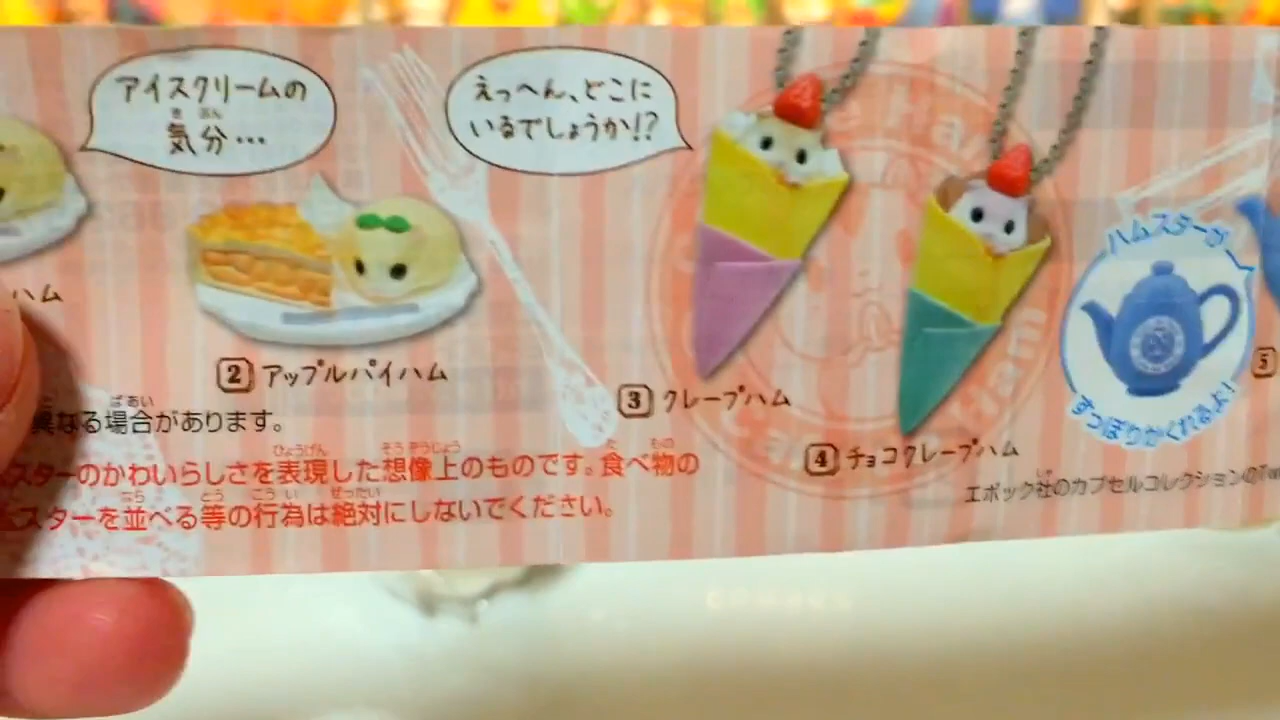 アイスクリームの
気分…
えっへん、どこに
いるでしょうか!?
ハム
2 アップルパイハム
3 クレープハム
4 チョコクレープハム
ハムスターが
すっぽりかくれるよ!
5
異なる場合があります。
スターのかわいらしさを表現した想像上のものです。食べ物の
スターを並べる等の行為は絶対にしないでください。
エポック社のカプセルコレクションの